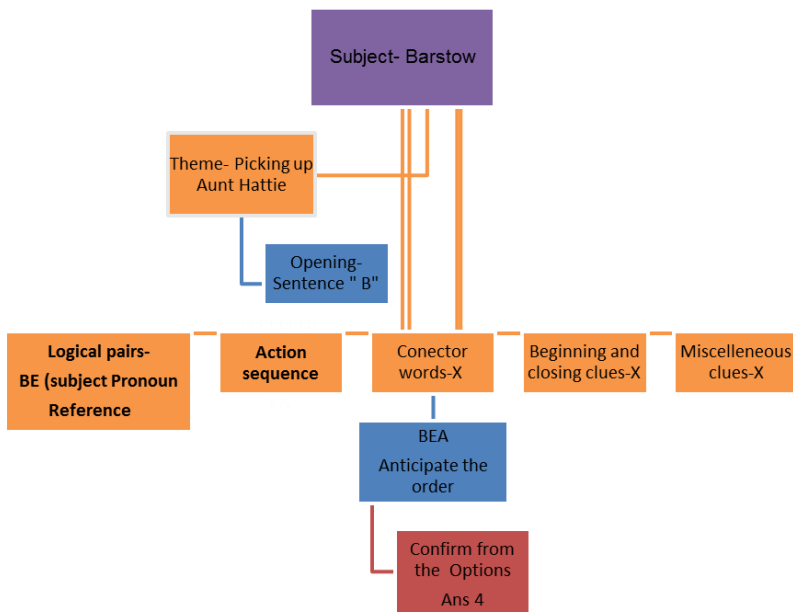 Subject- Barstow
Theme- Picking up
Aunt Hattie
Opening-
Sentence " B"
Logical pairs-
BE (subject Pronoun
Reference
Action
sequence
Conector
words-X
Beginning and
closing clues-X
Miscelleneous
clues-X
BEA
Anticipate the
order
Confirm from
the Options
Ans 4